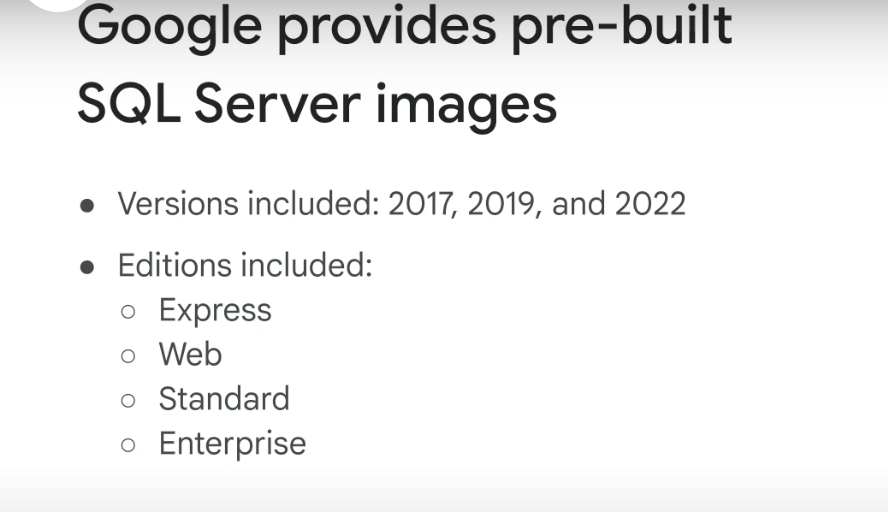 Google provides pre-built
SQL Server images
● Versions included: 2017, 2019, and 2022
● Editions included:
○ Express
○ Web
○ Standard
○ Enterprise